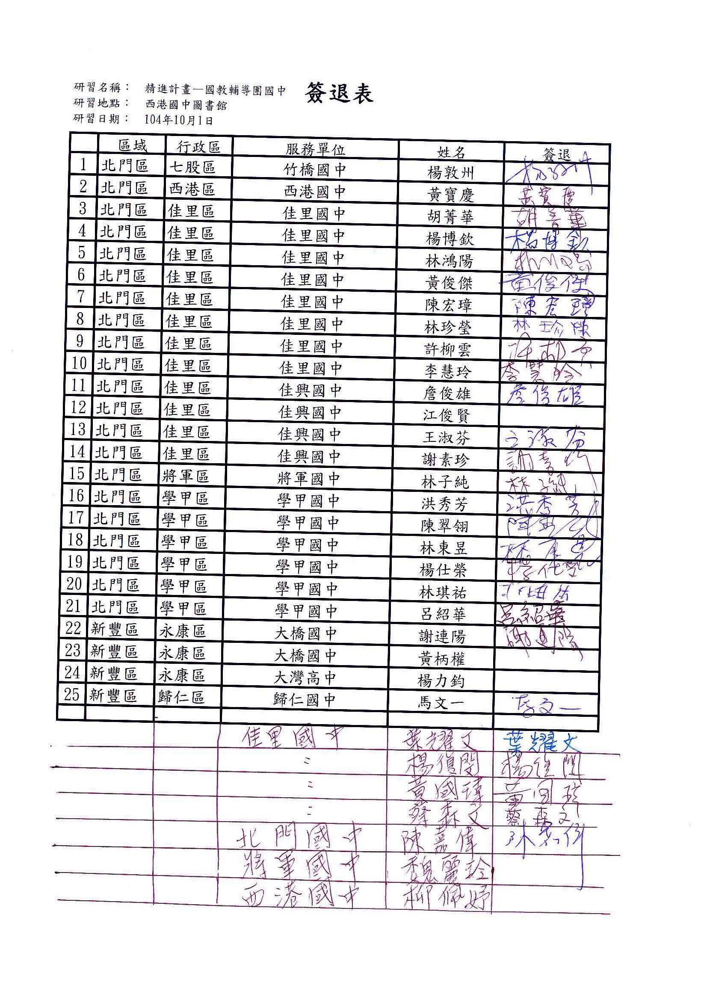 簽退表
研習名稱： 精進計畫—國教輔導團國中
研習地點： 西港國中圖書館
研習日期： 104年10月1日
區域 行政區 服務單位 姓名 簽退
1 北門區 七股區 竹橋國中 楊敦州
2 北門區 西港區 西港國中 黃寶慶 黃寶慶
3 北門區 佳里區 佳里國中 胡菁華 胡菁華
4 北門區 佳里區 佳里國中 楊博欽 楊博欽
5 北門區 佳里區 佳里國中 林鴻陽
6 北門區 佳里區 佳里國中 黃俊傑 黃俊傑
7 北門區 佳里區 佳里國中 陳宏璋 陳宏璋
8 北門區 佳里區 佳里國中 林珍瑩 林珍
9 北門區 佳里區 佳里國中 許柳雲 許柳雲
10 北門區 佳里區 佳里國中 李慧玲 李慧玲
11 北門區 佳里區 佳興國中 詹俊雄 詹俊雄
12 北門區 佳里區 佳興國中 江俊賢
13 北門區 佳里區 佳興國中 王淑芬 王淑芬
14 北門區 佳里區 佳興國中 謝素珍
15 北門區 將軍區 將軍國中 林子純 林子純
16 北門區 學甲區 學甲國中 洪秀芳 洪秀芳
17 北門區 學甲區 學甲國中 陳翠翎
18 北門區 學甲區 學甲國中 林東昱
19 北門區 學甲區 學甲國中 楊仕榮 楊仕榮
20 北門區 學甲區 學甲國中 林琪祐
21 北門區 學甲區 學甲國中 呂紹華 呂紹華
22 新豐區 永康區 大橋國中 謝連陽 謝連陽
23 新豐區 永康區 大橋國中 黃柄權
24 新豐區 永康區 大灣高中 楊力鈞
25 新豐區 歸仁區 歸仁國中 馬文一 馬文一
佳里國中 葉耀文 葉耀文
〃 楊
〃 黃國瑋 黃国瑋
〃 蔡森文 蔡森文
北門國中 陳嘉偉
將軍國中 魏麗玲
西港國中 柳佩妤